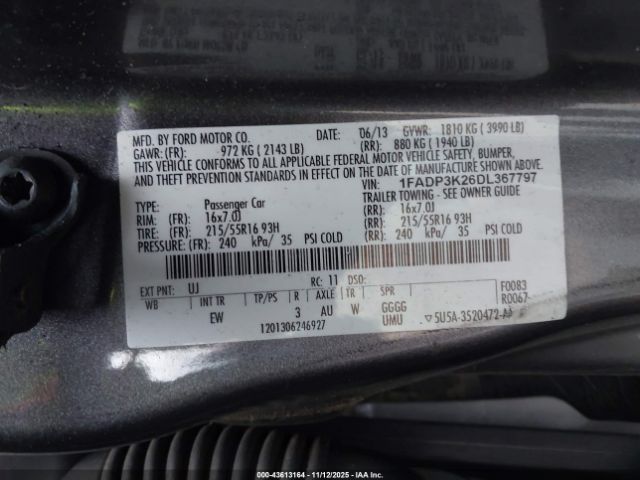 MFD. BY FORD MOTOR CO. DATE: 06/13 GVWR: 1810 KG ( 3990 LB)
GAWR: (FR): 972 KG ( 2143 LB) (RR): 880 KG ( 1940 LB)
THIS VEHICLE CONFORMS TO ALL APPLICABLE FEDERAL MOTOR VEHICLE SAFETY, BUMPER,
AND THEFT PREVENTION STANDARDS IN EFFECT ON THE DATE OF MANUFACTURE SHOWN ABOVE.
VIN: 1FADP3K26DL367797
TYPE: Passenger Car TRAILER TOWING - SEE OWNER GUIDE
RIM: (FR): 16x7.0J (RR): 16x7.0J
TIRE: (FR): 215/55R16 93H (RR): 215/55R16 93H
PRESSURE: (FR): 240 kPa/ 35 PSI COLD (RR): 240 kPa/ 35 PSI COLD
EXT PNT: UJ RC: 11 DSO: F0083
WB INT TR TP/PS R AXLE TR SPR R0067
EW 3 AU W GGGG
UMU
1201306246927 ▽5U5A-3520472-AA
000-43613164 - 11/12/2025 - IAAI.com